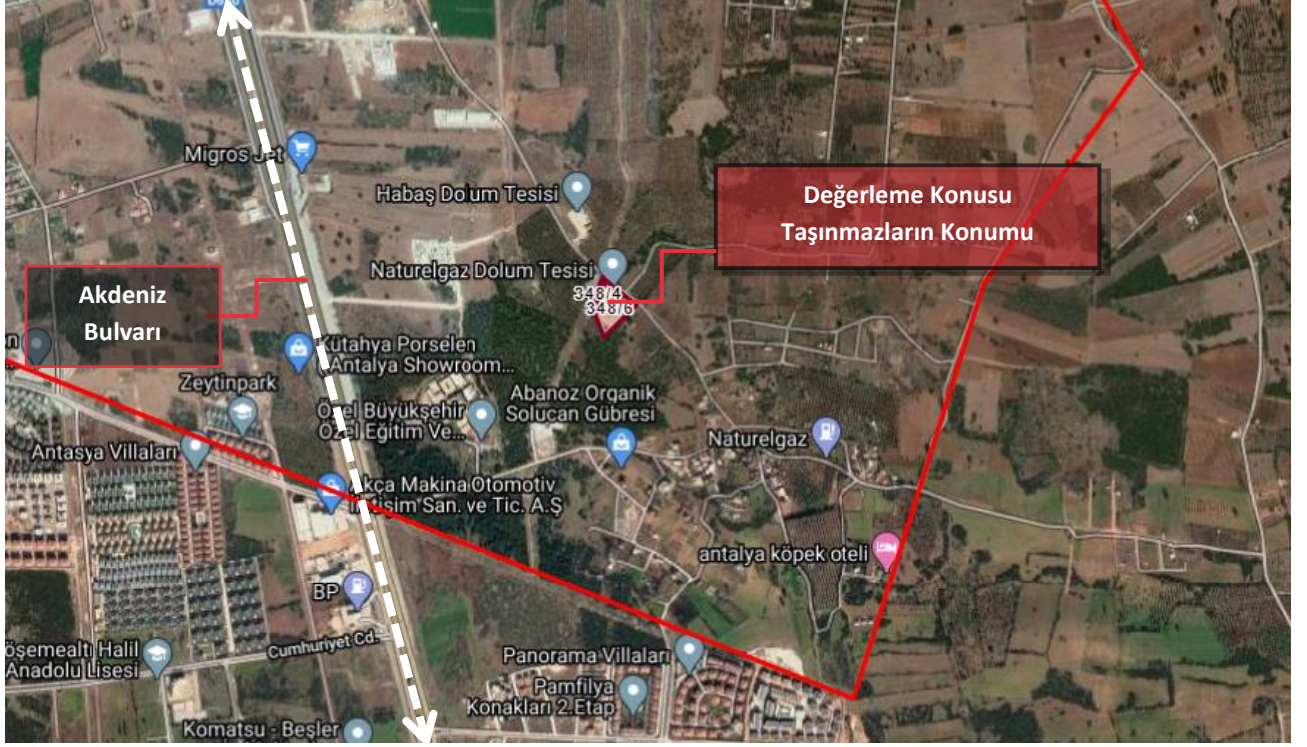 Migros Jet
Habaş Dolum Tesisi
Değerleme Konusu
Taşınmazların Konumu
Naturelgaz Dolum Tesisi
348/4
348/6
Akdeniz
Bulvarı
Kütahya Porselen
Antalya Showroom...
Zeytinpark
Abanoz Organik
Solucan Gübresi
Özel Büyükşehir
Özel Eğitim Ve...
Naturelgaz
Antasya Villaları
Akça Makina Otomotiv
San. ve Tic. A.Ş
antalya köpek oteli
BP
Cumhuriyet Cd.
öşemealtı Halil
Anadolu Lisesi
Panorama Villaları
Pamfilya
Konakları 2.Etap
Komatsu - Beşler